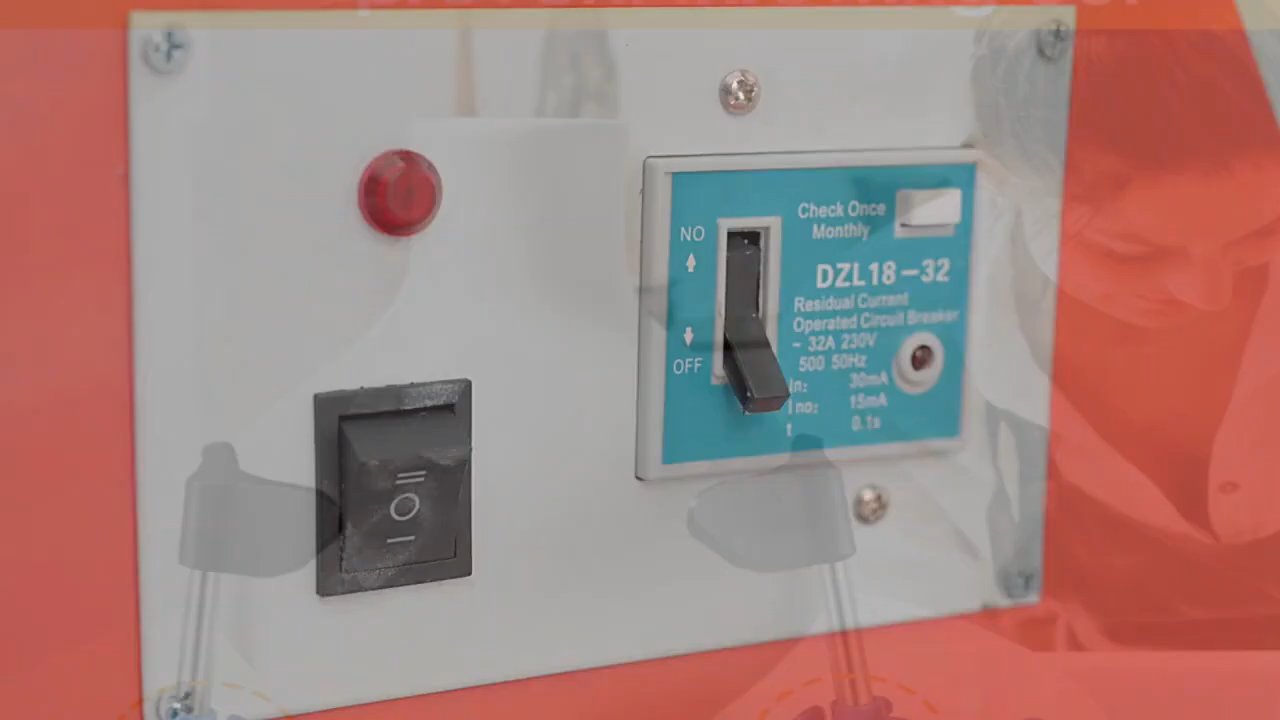 NO
OFF
Check Once
Monthly
DZL18-32
Residual Current
Operated Circuit Breaker
~ 32A 230V
500 50Hz
In: 30mA
I no: 15mA
t 0.1s